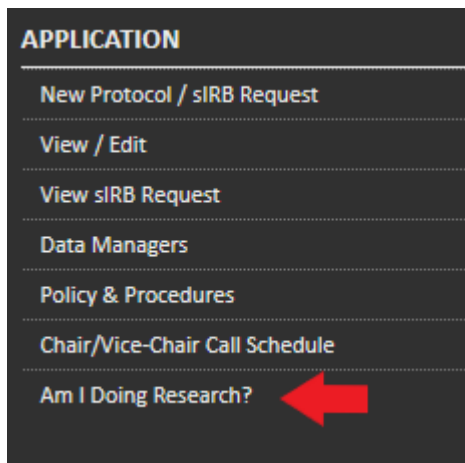 APPLICATION
New Protocol / sIRB Request
View / Edit
View sIRB Request
Data Managers
Policy & Procedures
Chair/Vice-Chair Call Schedule
Am I Doing Research?